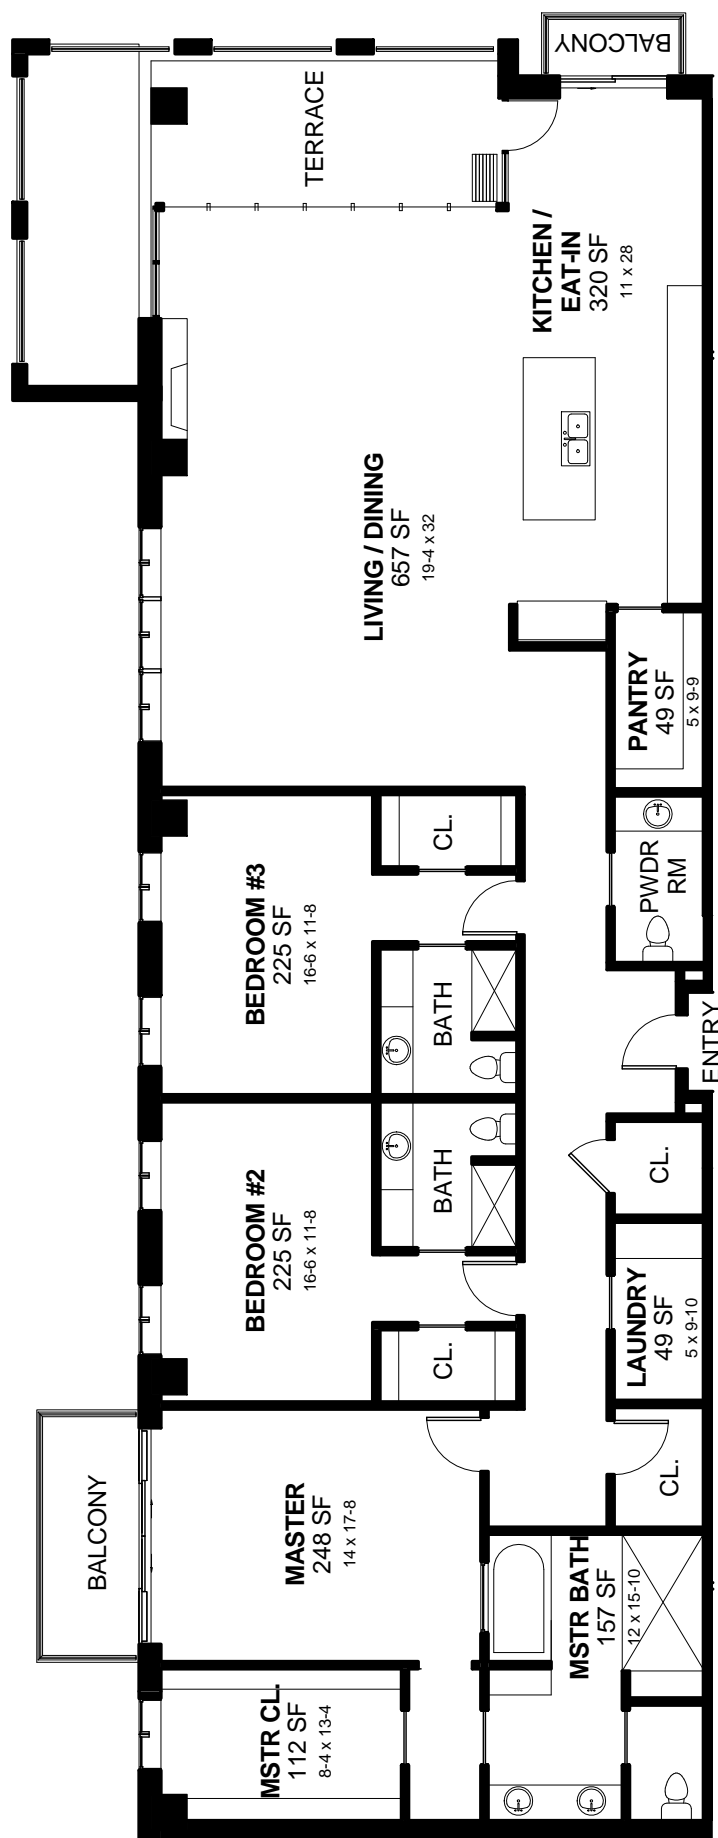 BALCONY
TERRACE
KITCHEN /
EAT-IN
320 SF
11 x 28
LIVING / DINING
657 SF
19-4 x 32
PANTRY
49 SF
5 x 9-9
CL.
BEDROOM #3
225 SF
16-6 x 11-8
PWDR
RM
BATH
ENTRY
BATH
BEDROOM #2
225 SF
16-6 x 11-8
CL.
LAUNDRY
49 SF
5 x 9-10
CL.
BALCONY
MASTER
248 SF
14 x 17-8
CL.
MSTR BATH
157 SF
12 x 15-10
MSTR CL.
112 SF
8-4 x 13-4